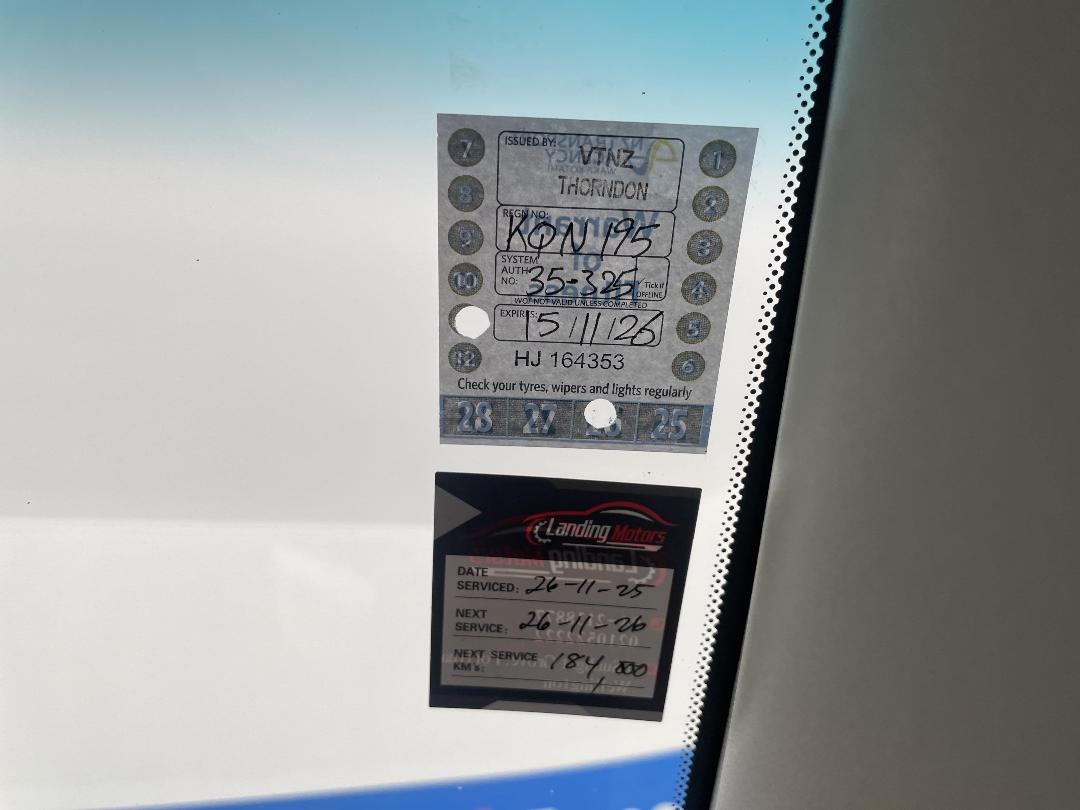 ISSUED BY:
VTNZ
THORNDON
REGN NO:
KQN 195
SYSTEM
AUTH
NO:
35-325
Tick if
OFFLINE
WOF NOT VALID UNLESS COMPLETED
EXPIRES:
15/11/26
HJ 164353
Check your tyres, wipers and lights regularly
7
8
9
10
12
1
2
3
4
5
6
28 27 26 25
Landing Motors
DATE
SERVICED: 26-11-25
NEXT
SERVICE: 26-11-26
NEXT SERVICE
KM's: 184,000